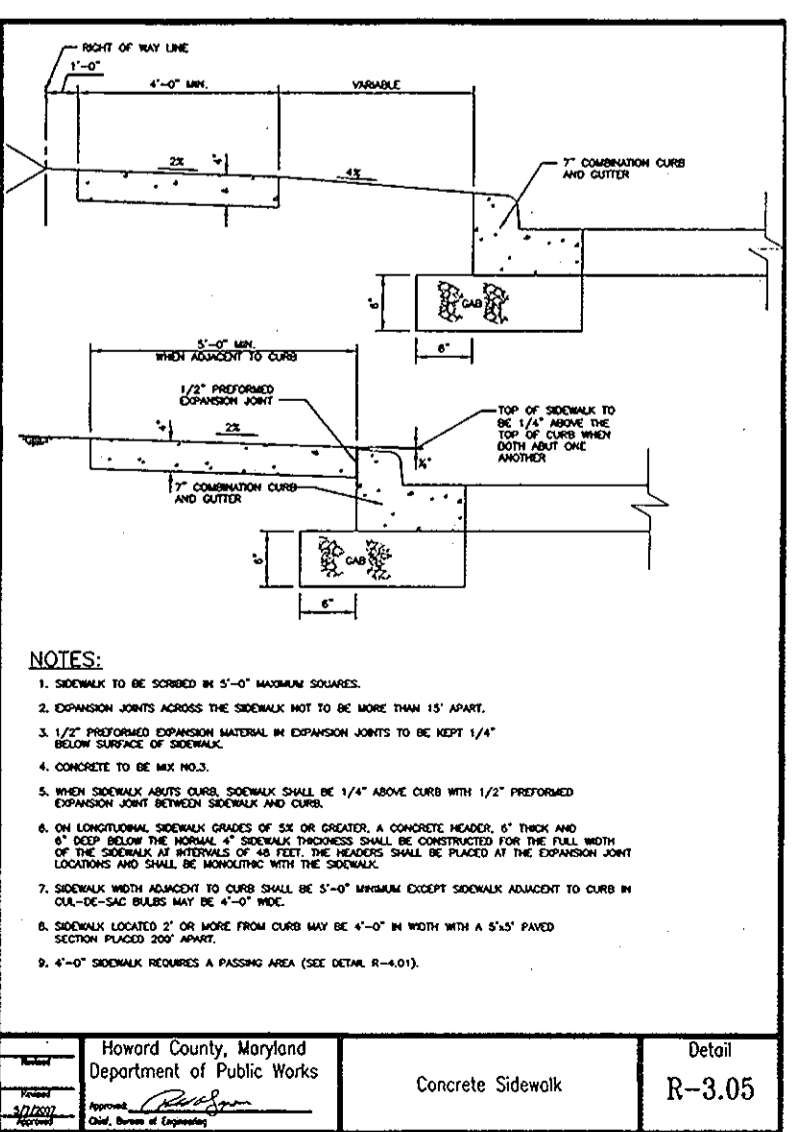 RIGHT OF WAY LINE
1'-0"
4'-0" MIN.
VARIABLE
2%
4"
4%
7" COMBINATION CURB
AND GUTTER
6"
GAB
6"
5'-0" MIN.
WHEN ADJACENT TO CURB
1/2" PREFORMED
EXPANSION JOINT
TOP OF SIDEWALK TO
BE 1/4" ABOVE THE
TOP OF CURB WHEN
BOTH ABUT ONE
ANOTHER
4"
2%
¼"
7" COMBINATION CURB
AND GUTTER
6"
GAB
6"
NOTES:
1. SIDEWALK TO BE SCRIBED IN 5'-0" MAXIMUM SQUARES.
2. EXPANSION JOINTS ACROSS THE SIDEWALK NOT TO BE MORE THAN 15' APART.
3. 1/2" PREFORMED EXPANSION MATERIAL IN EXPANSION JOINTS TO BE KEPT 1/4"
BELOW SURFACE OF SIDEWALK.
4. CONCRETE TO BE MIX NO.3.
5. WHEN SIDEWALK ABUTS CURB, SIDEWALK SHALL BE 1/4" ABOVE CURB WITH 1/2" PREFORMED
EXPANSION JOINT BETWEEN SIDEWALK AND CURB.
6. ON LONGITUDINAL SIDEWALK GRADES OF 5% OR GREATER, A CONCRETE HEADER, 6" THICK AND
6" DEEP BELOW THE NORMAL 4" SIDEWALK THICKNESS SHALL BE CONSTRUCTED FOR THE FULL WIDTH
OF THE SIDEWALK AT INTERVALS OF 48 FEET. THE HEADERS SHALL BE PLACED AT THE EXPANSION JOINT
LOCATIONS AND SHALL BE MONOLITHIC WITH THE SIDEWALK.
7. SIDEWALK WIDTH ADJACENT TO CURB SHALL BE 5'-0" MINIMUM EXCEPT SIDEWALK ADJACENT TO CURB IN
CUL-DE-SAC BULBS MAY BE 4'-0" WIDE.
8. SIDEWALK LOCATED 2' OR MORE FROM CURB MAY BE 4'-0" IN WIDTH WITH A 5'x5' PAVED
SECTION PLACED 200' APART.
9. 4'-0" SIDEWALK REQUIRES A PASSING AREA (SEE DETAIL R-4.01).
Revised
Revised
5/7/2007
Approved
Howard County, Maryland
Department of Public Works
Approved:
Chief, Bureau of Engineering
Concrete Sidewalk
Detail
R-3.05